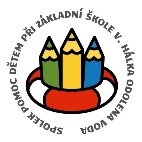 SPOLEK POMOC DĚTEM PŘI ZÁKLADNÍ ŠKOLE V. HÁLKA ODOLENA VODA